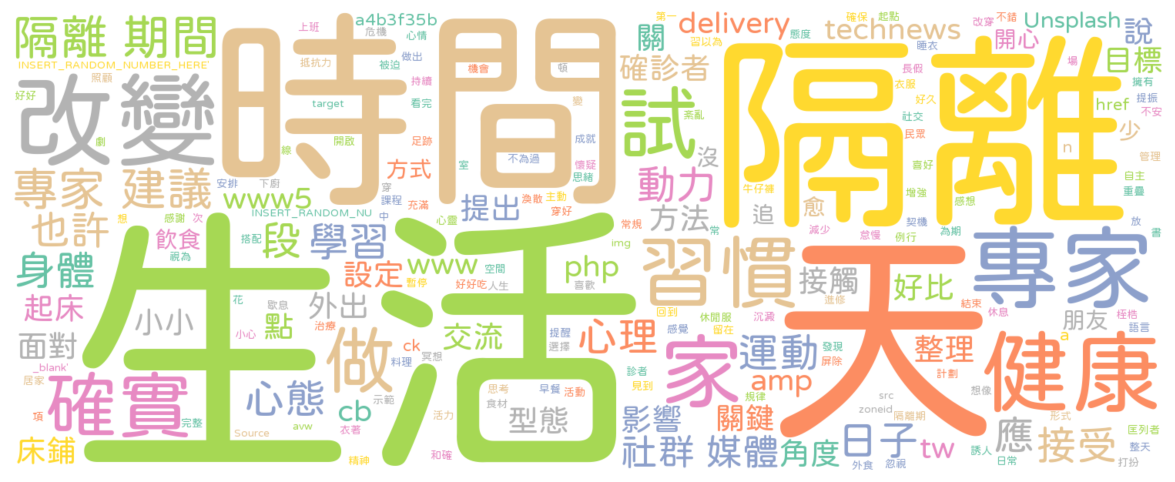 隔離 期間
改變
時間
隔離
生活
天
專家
健康
習慣
試
家
做
確實
專家 建議
也許
www5
身體
起床
面對
床鋪
飲食
小小
外出
點
段
學習
設定
www
提出
方式
心態
cb
ck
交流
php
心理
型態
影響
社群 媒體
關鍵
角度
日子
tw
應
接受
整理
運動
amp
接觸
好比
朋友
動力
方法
沒
追
愈
確診者
關
delivery
technews
開心
Unsplash
說
目標
href
少
n
a
a4b3f35b
INSERT_RANDOM_NUMBER_HERE'
INSERT_RANDOM_NU
上班
危機
心情
照顧
抵抗力
被迫
做出
機會
頓
持續
好好
target
看完
變
劇
線
開啟
足跡
成就
懷疑
思緒
紊亂
不為過
室
安排
下廚
穿
課程
充滿
渙散
主動
穿好
中
心靈
常規
常
想
感謝
次
視為
搭配
空間
暫停
好好吃
人生
img
喜歡
花
歇息
小心
治療
料理
冥想
提醒
選擇
_blank'
居家
示範
思考
早餐
活動
食材
項
完整
Source
avw
衣著
活力
精神
和確
診者
見到
規律
回到
感覺
休閒服
留在
沉澱
進修
發現
屏除
計劃
結束
休息
桎梏
語言
想像
src
zoneid
隔離期
形式
匡列者
外食
忽視
誘人
日常
整天
打扮
減少
怠慢
例行
契機
為期
感想
放
書
牛仔褲
增強
喜好
自主
重疊
民眾
社交
好久
衣服
長假
睡衣
態度
習以為
第一
確保
起點
改穿
不錯
場
擁有
提振
不安
管理